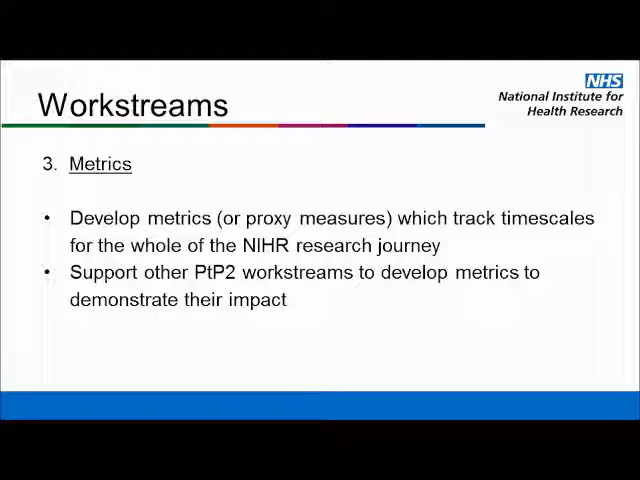 NHS
National Institute for
Health Research
Workstreams
3. Metrics
• Develop metrics (or proxy measures) which track timescales
for the whole of the NIHR research journey
• Support other PtP2 workstreams to develop metrics to
demonstrate their impact